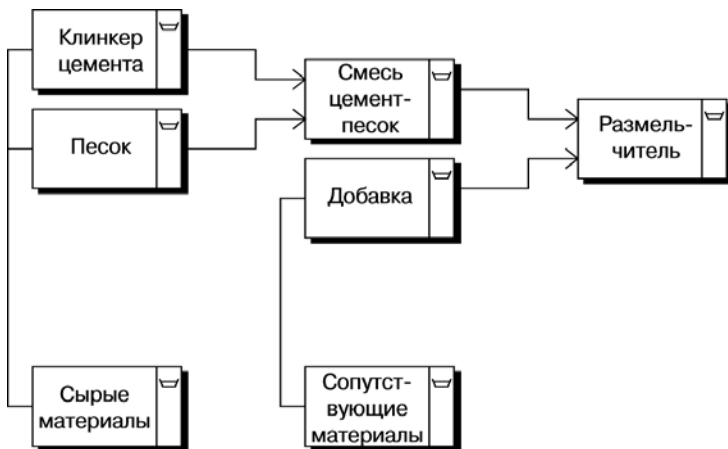 Клинкер
цемента
Песок
Смесь
цемент-
песок
Добавка
Размель-
читель
Сырые
материалы
Сопутст-
вующие
материалы